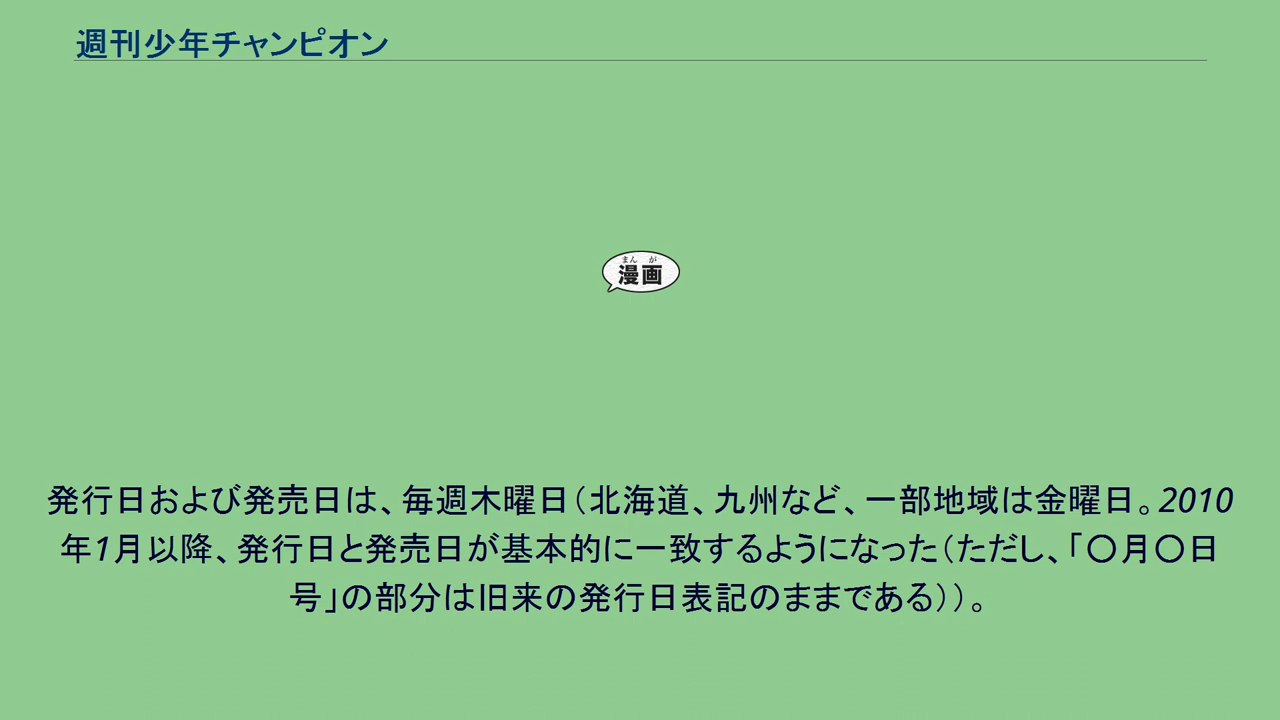 週刊少年チャンピオン
まん が
漫画
発行日および発売日は、毎週木曜日（北海道、九州など、一部地域は金曜日。2010
年1月以降、発行日と発売日が基本的に一致するようになった（ただし、「〇月〇日
号」の部分は旧来の発行日表記のままである））。